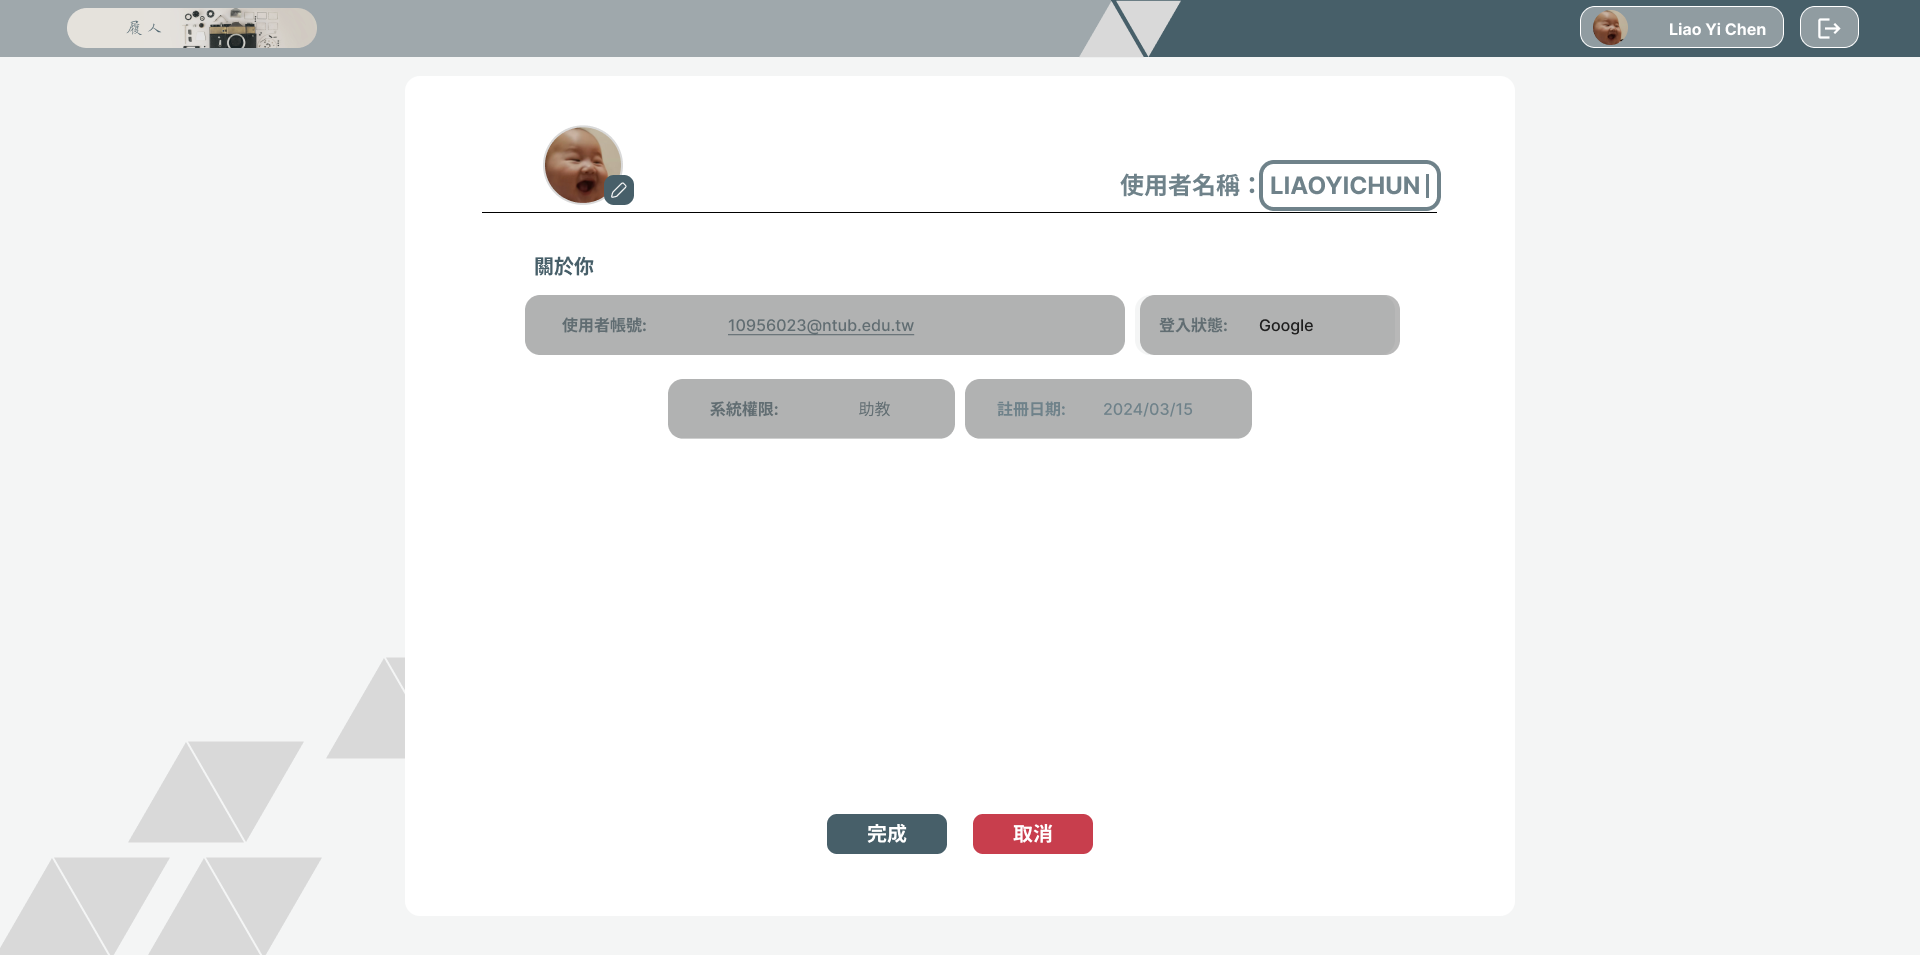 履人
Liao Yi Chen
使用者名稱：LIAOYICHUN
關於你
使用者帳號: 10956023@ntub.edu.tw
登入狀態: Google
系統權限: 助教
註冊日期: 2024/03/15
完成
取消